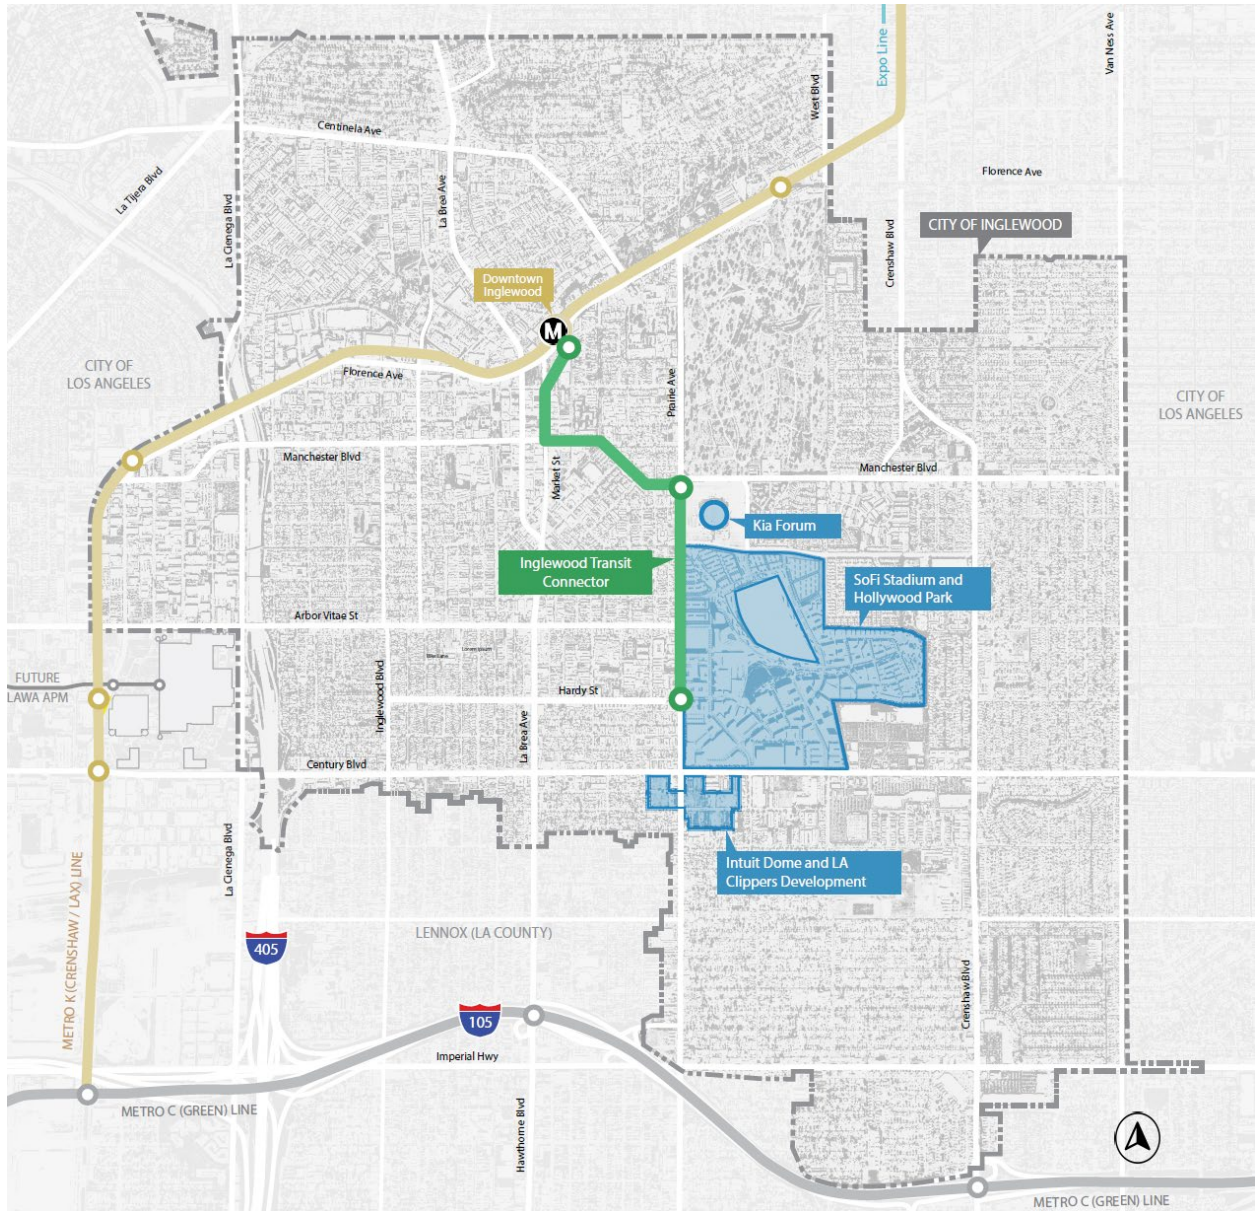 Expo Line
Van Ness Ave
West Blvd
Centinela Ave
La Tijera Blvd
La Cienega Blvd
La Brea Ave
Florence Ave
Crenshaw Blvd
CITY OF INGLEWOOD
Downtown
Inglewood
M
CITY OF
LOS ANGELES
Florence Ave
Prairie Ave
CITY OF
LOS ANGELES
Manchester Blvd
Market St
Manchester Blvd
Kia Forum
Inglewood Transit
Connector
SoFi Stadium and
Hollywood Park
Arbor Vitae St
Lorem ipsum
FUTURE
LAWA APM
Inglewood Blvd
Hardy St
La Brea Ave
Century Blvd
La Cienega Blvd
Intuit Dome and LA
Clippers Development
METRO K (CRENSHAW / LAX) LINE
405
LENNOX (LA COUNTY)
Crenshaw Blvd
105
Imperial Hwy
METRO C (GREEN) LINE
Hawthorne Blvd
METRO C (GREEN) LINE